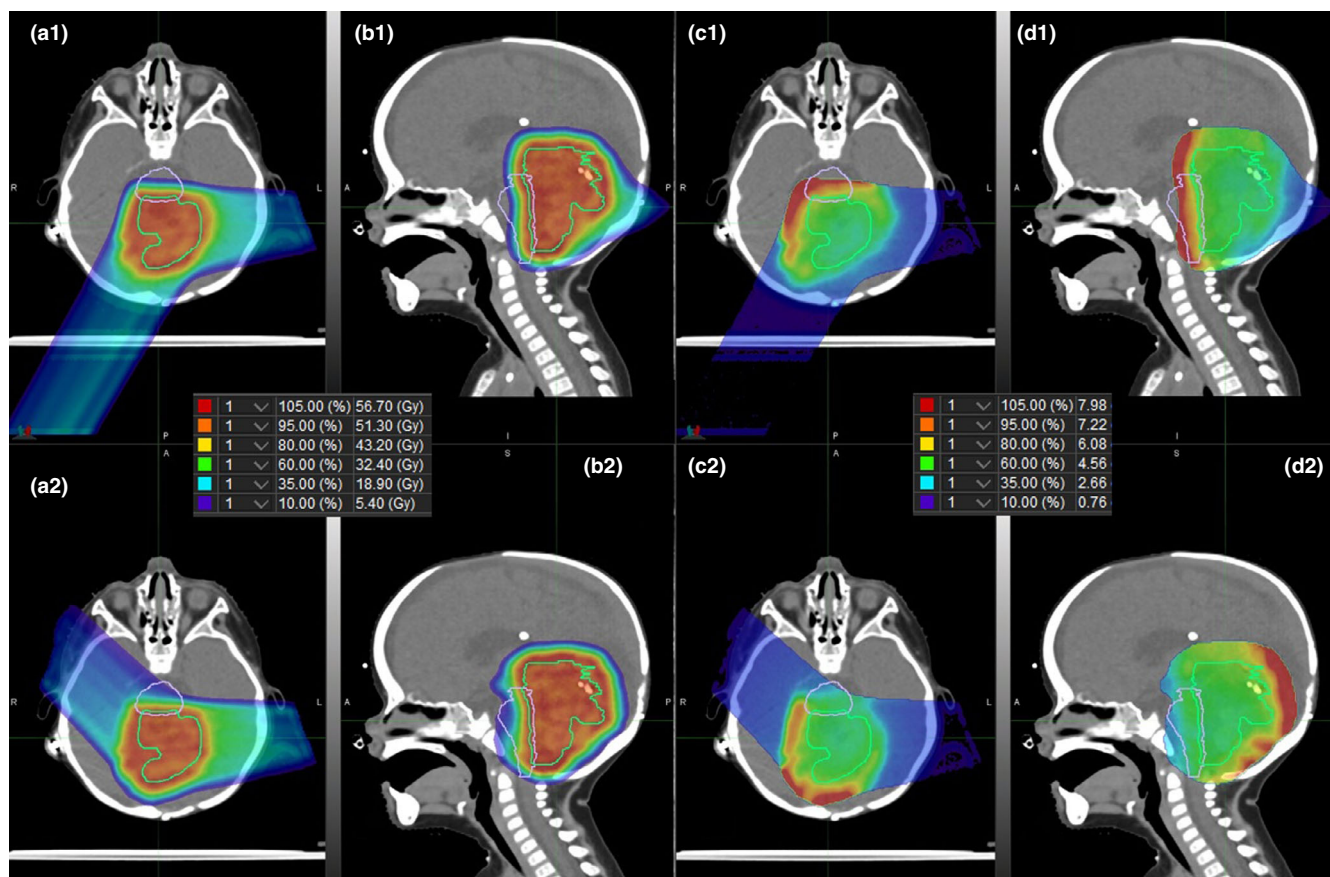 (a1)
(b1)
(c1)
(d1)
R
L
A
P
R
L
A
P
P
A
I
S
P
A
I
S
1 105.00 (%) 56.70 (Gy)
1 95.00 (%) 51.30 (Gy)
1 80.00 (%) 43.20 (Gy)
1 60.00 (%) 32.40 (Gy)
1 35.00 (%) 18.90 (Gy)
1 10.00 (%) 5.40 (Gy)
1 105.00 (%) 7.98
1 95.00 (%) 7.22
1 80.00 (%) 6.08
1 60.00 (%) 4.56
1 35.00 (%) 2.66
1 10.00 (%) 0.76
(a2)
(b2)
(c2)
(d2)
R
L
A
P
R
L
A
P